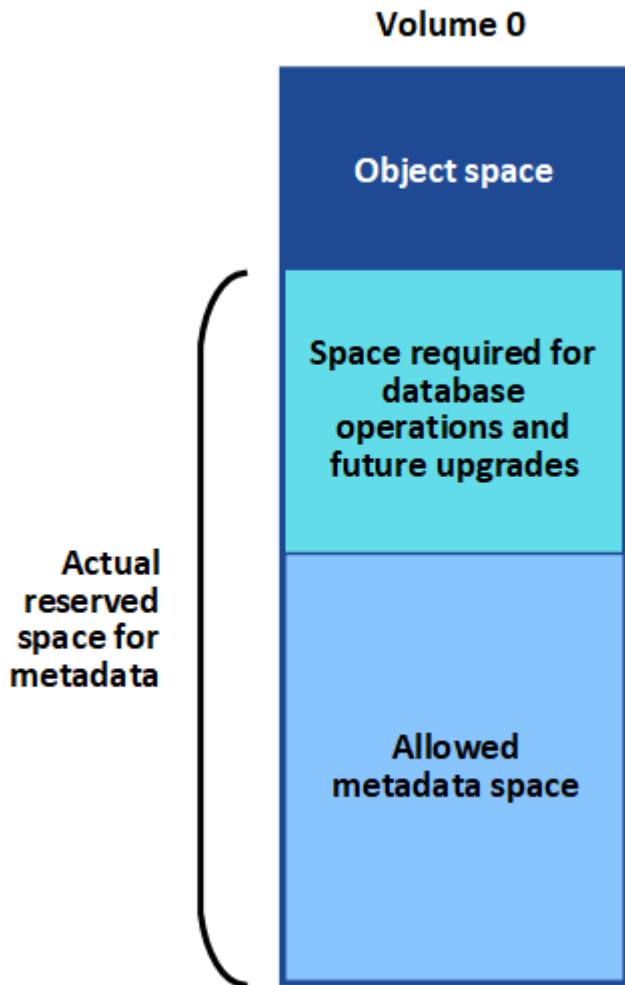 Volume 0
Object space
Space required for
database
operations and
future upgrades
Actual
reserved
space for
metadata
Allowed
metadata space